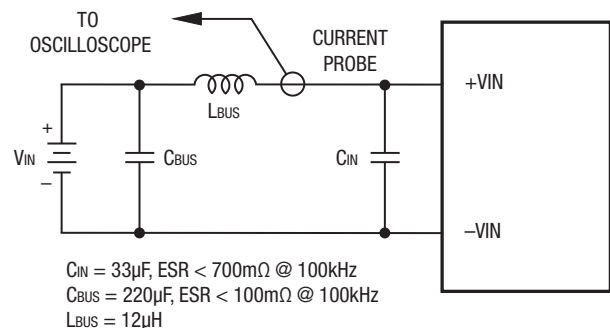 TO
OSCILLOSCOPE
CURRENT
PROBE
LBUS
+VIN
+
VIN
−
CBUS
CIN
−VIN
CIN = 33µF, ESR < 700mΩ @ 100kHz
CBUS = 220µF, ESR < 100mΩ @ 100kHz
LBUS = 12µH